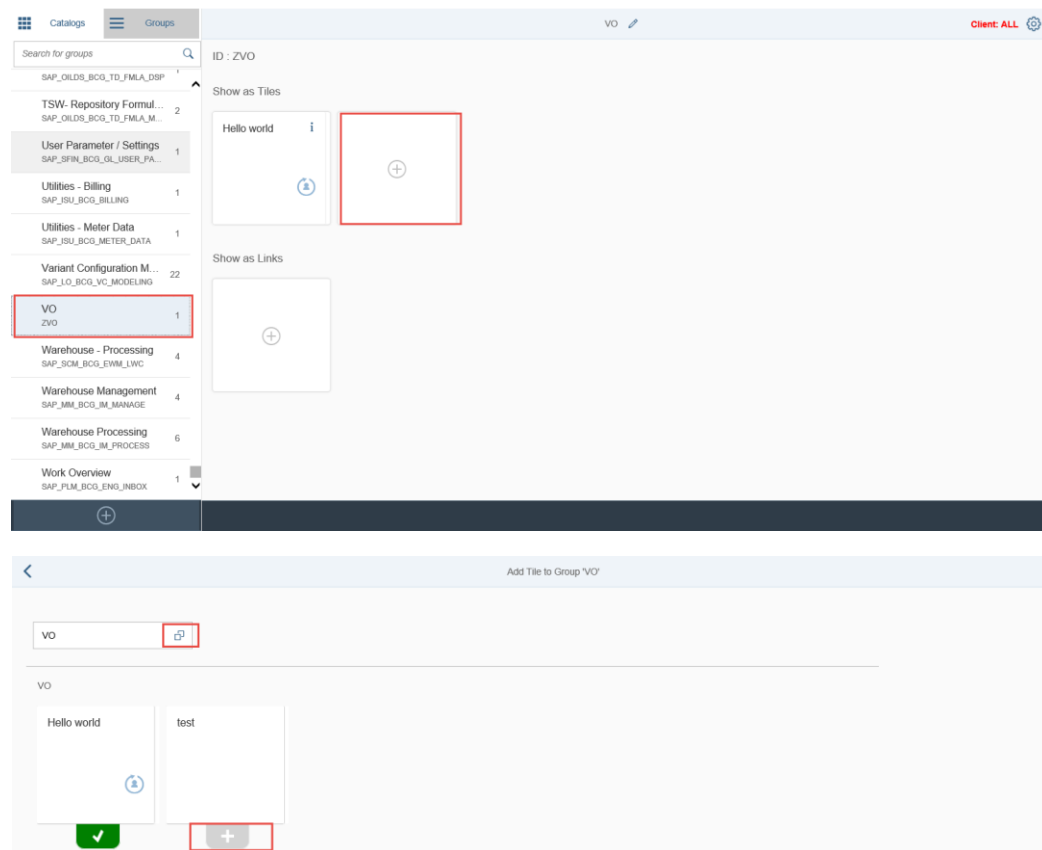 Catalogs
Groups
VO
Client: ALL
Search for groups
SAP_OILDS_BCG_TD_FMLA_DSP
TSW- Repository Formul... 2
SAP_OILDS_BCG_TD_FMLA_M...
User Parameter / Settings 1
SAP_SFIN_BCG_GL_USER_PA...
Utilities - Billing 1
SAP_ISU_BCG_BILLING
Utilities - Meter Data 1
SAP_ISU_BCG_METER_DATA
Variant Configuration M... 22
SAP_LO_BCG_VC_MODELING
VO 1
ZVO
Warehouse - Processing 4
SAP_SCM_BCG_EWM_LWC
Warehouse Management 4
SAP_MM_BCG_IM_MANAGE
Warehouse Processing 6
SAP_MM_BCG_IM_PROCESS
Work Overview 1
SAP_PLM_BCG_ENG_INBOX
ID : ZVO
Show as Tiles
Hello world
Show as Links
Add Tile to Group 'VO'
VO
VO
Hello world
test